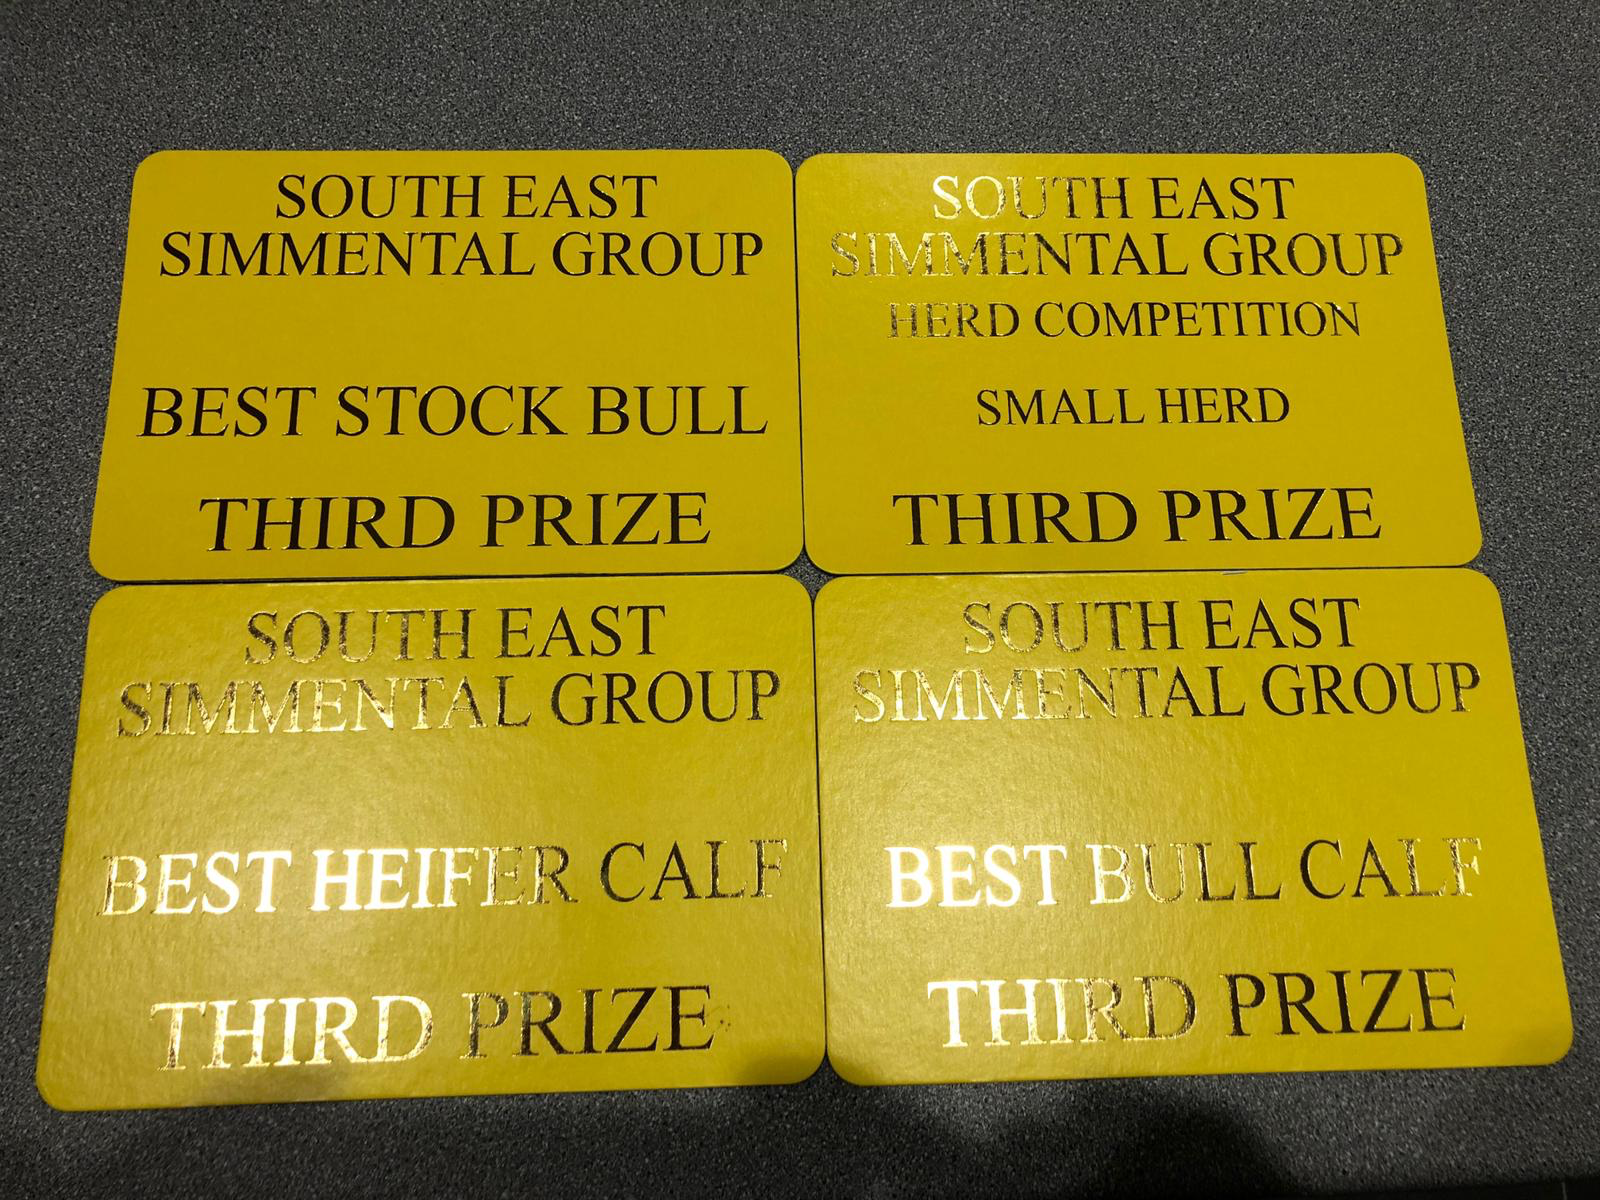 SOUTH EAST
SIMMENTAL GROUP
BEST STOCK BULL
THIRD PRIZE
SOUTH EAST
SIMMENTAL GROUP
HERD COMPETITION
SMALL HERD
THIRD PRIZE
SOUTH EAST
SIMMENTAL GROUP
BEST HEIFER CALF
THIRD PRIZE
SOUTH EAST
SIMMENTAL GROUP
BEST BULL CALF
THIRD PRIZE